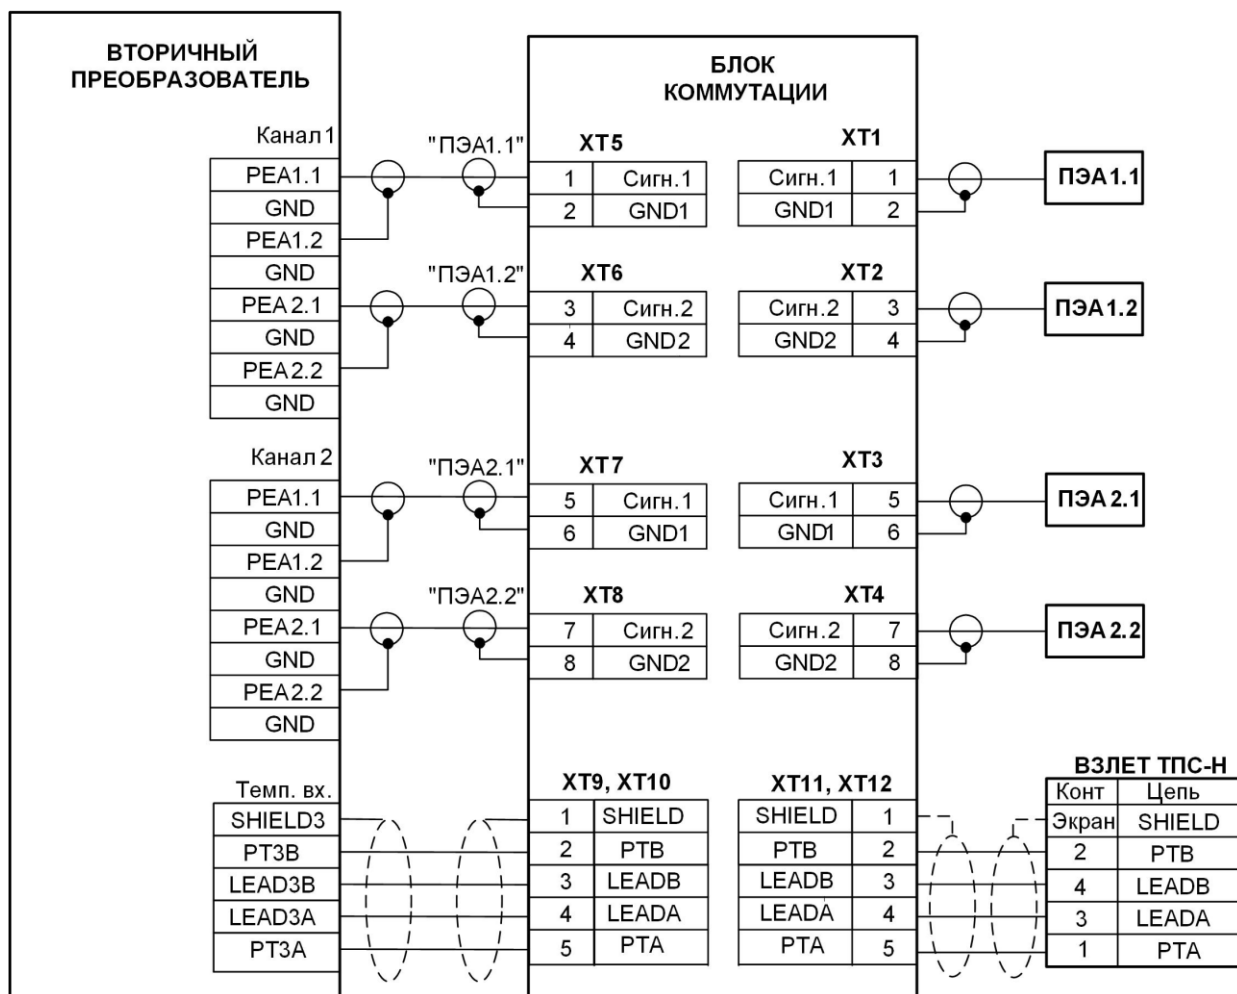 ВТОРИЧНЫЙ
ПРЕОБРАЗОВАТЕЛЬ
БЛОК
КОММУТАЦИИ
Канал 1
PEA1.1
GND
PEA1.2
GND
PEA2.1
GND
PEA2.2
GND
"ПЭА1.1"
XT5
1 Сигн.1
2 GND1
XT1
Сигн.1 1
GND1 2
ПЭА1.1
"ПЭА1.2"
XT6
3 Сигн.2
4 GND2
XT2
Сигн.2 3
GND2 4
ПЭА1.2
Канал 2
PEA1.1
GND
PEA1.2
GND
PEA2.1
GND
PEA2.2
GND
"ПЭА2.1"
XT7
5 Сигн.1
6 GND1
XT3
Сигн.1 5
GND1 6
ПЭА2.1
"ПЭА2.2"
XT8
7 Сигн.2
8 GND2
XT4
Сигн.2 7
GND2 8
ПЭА2.2
Темп. вх.
SHIELD3
PT3B
LEAD3B
LEAD3A
PT3A
XT9, XT10
1 SHIELD
2 PTB
3 LEADB
4 LEADA
5 PTA
XT11, XT12
SHIELD 1
PTB 2
LEADB 3
LEADA 4
PTA 5
ВЗЛЕТ ТПС-Н
Конт Цепь
Экран SHIELD
2 PTB
4 LEADB
3 LEADA
1 PTA